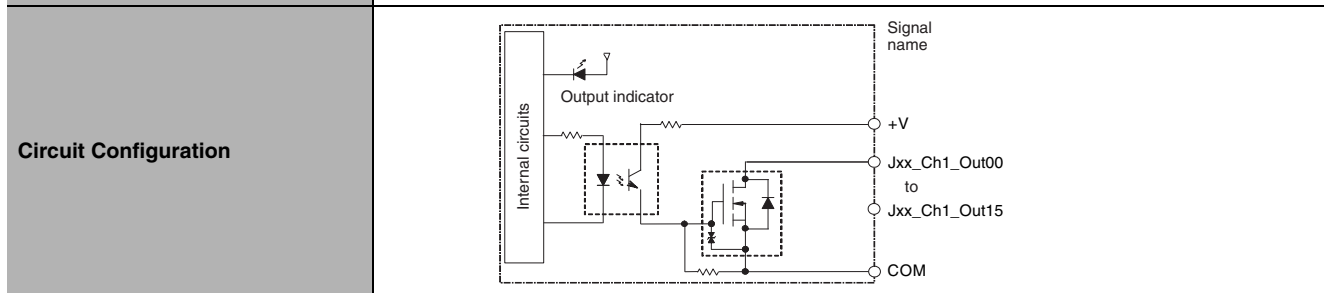 Circuit Configuration
Signal
name
Output indicator
Internal circuits
+V
Jxx_Ch1_Out00
to
Jxx_Ch1_Out15
COM